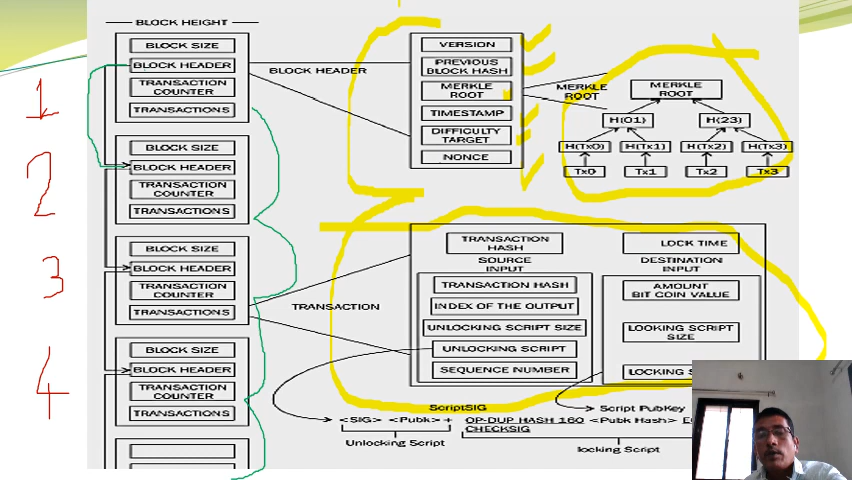 BLOCK HEIGHT
1
BLOCK SIZE
BLOCK HEADER
TRANSACTION
COUNTER
TRANSACTIONS
2
BLOCK SIZE
BLOCK HEADER
TRANSACTION
COUNTER
TRANSACTIONS
3
BLOCK SIZE
BLOCK HEADER
TRANSACTION
COUNTER
TRANSACTIONS
4
BLOCK SIZE
BLOCK HEADER
TRANSACTION
COUNTER
TRANSACTIONS
BLOCK HEADER
VERSION
PREVIOUS
BLOCK HASH
MERKLE
ROOT
TIMESTAMP
DIFFICULTY
TARGET
NONCE
MERKLE
ROOT
MERKLE
ROOT
H(01) H(23)
H(Tx0) H(Tx1) H(Tx2) H(Tx3)
Tx0 Tx1 Tx2 Tx3
TRANSACTION
TRANSACTION
HASH
SOURCE
INPUT
TRANSACTION HASH
INDEX OF THE OUTPUT
UNLOCKING SCRIPT SIZE
UNLOCKING SCRIPT
SEQUENCE NUMBER
LOCK TIME
DESTINATION
INPUT
AMOUNT
BIT COIN VALUE
LOOKING SCRIPT
SIZE
LOCKING
ScriptSIG
Script PubKey
<SIG> <Pubk> + OP-DUP HASH 160 <Pubk Hash>
CHECKSIG
Unlocking Script
locking Script